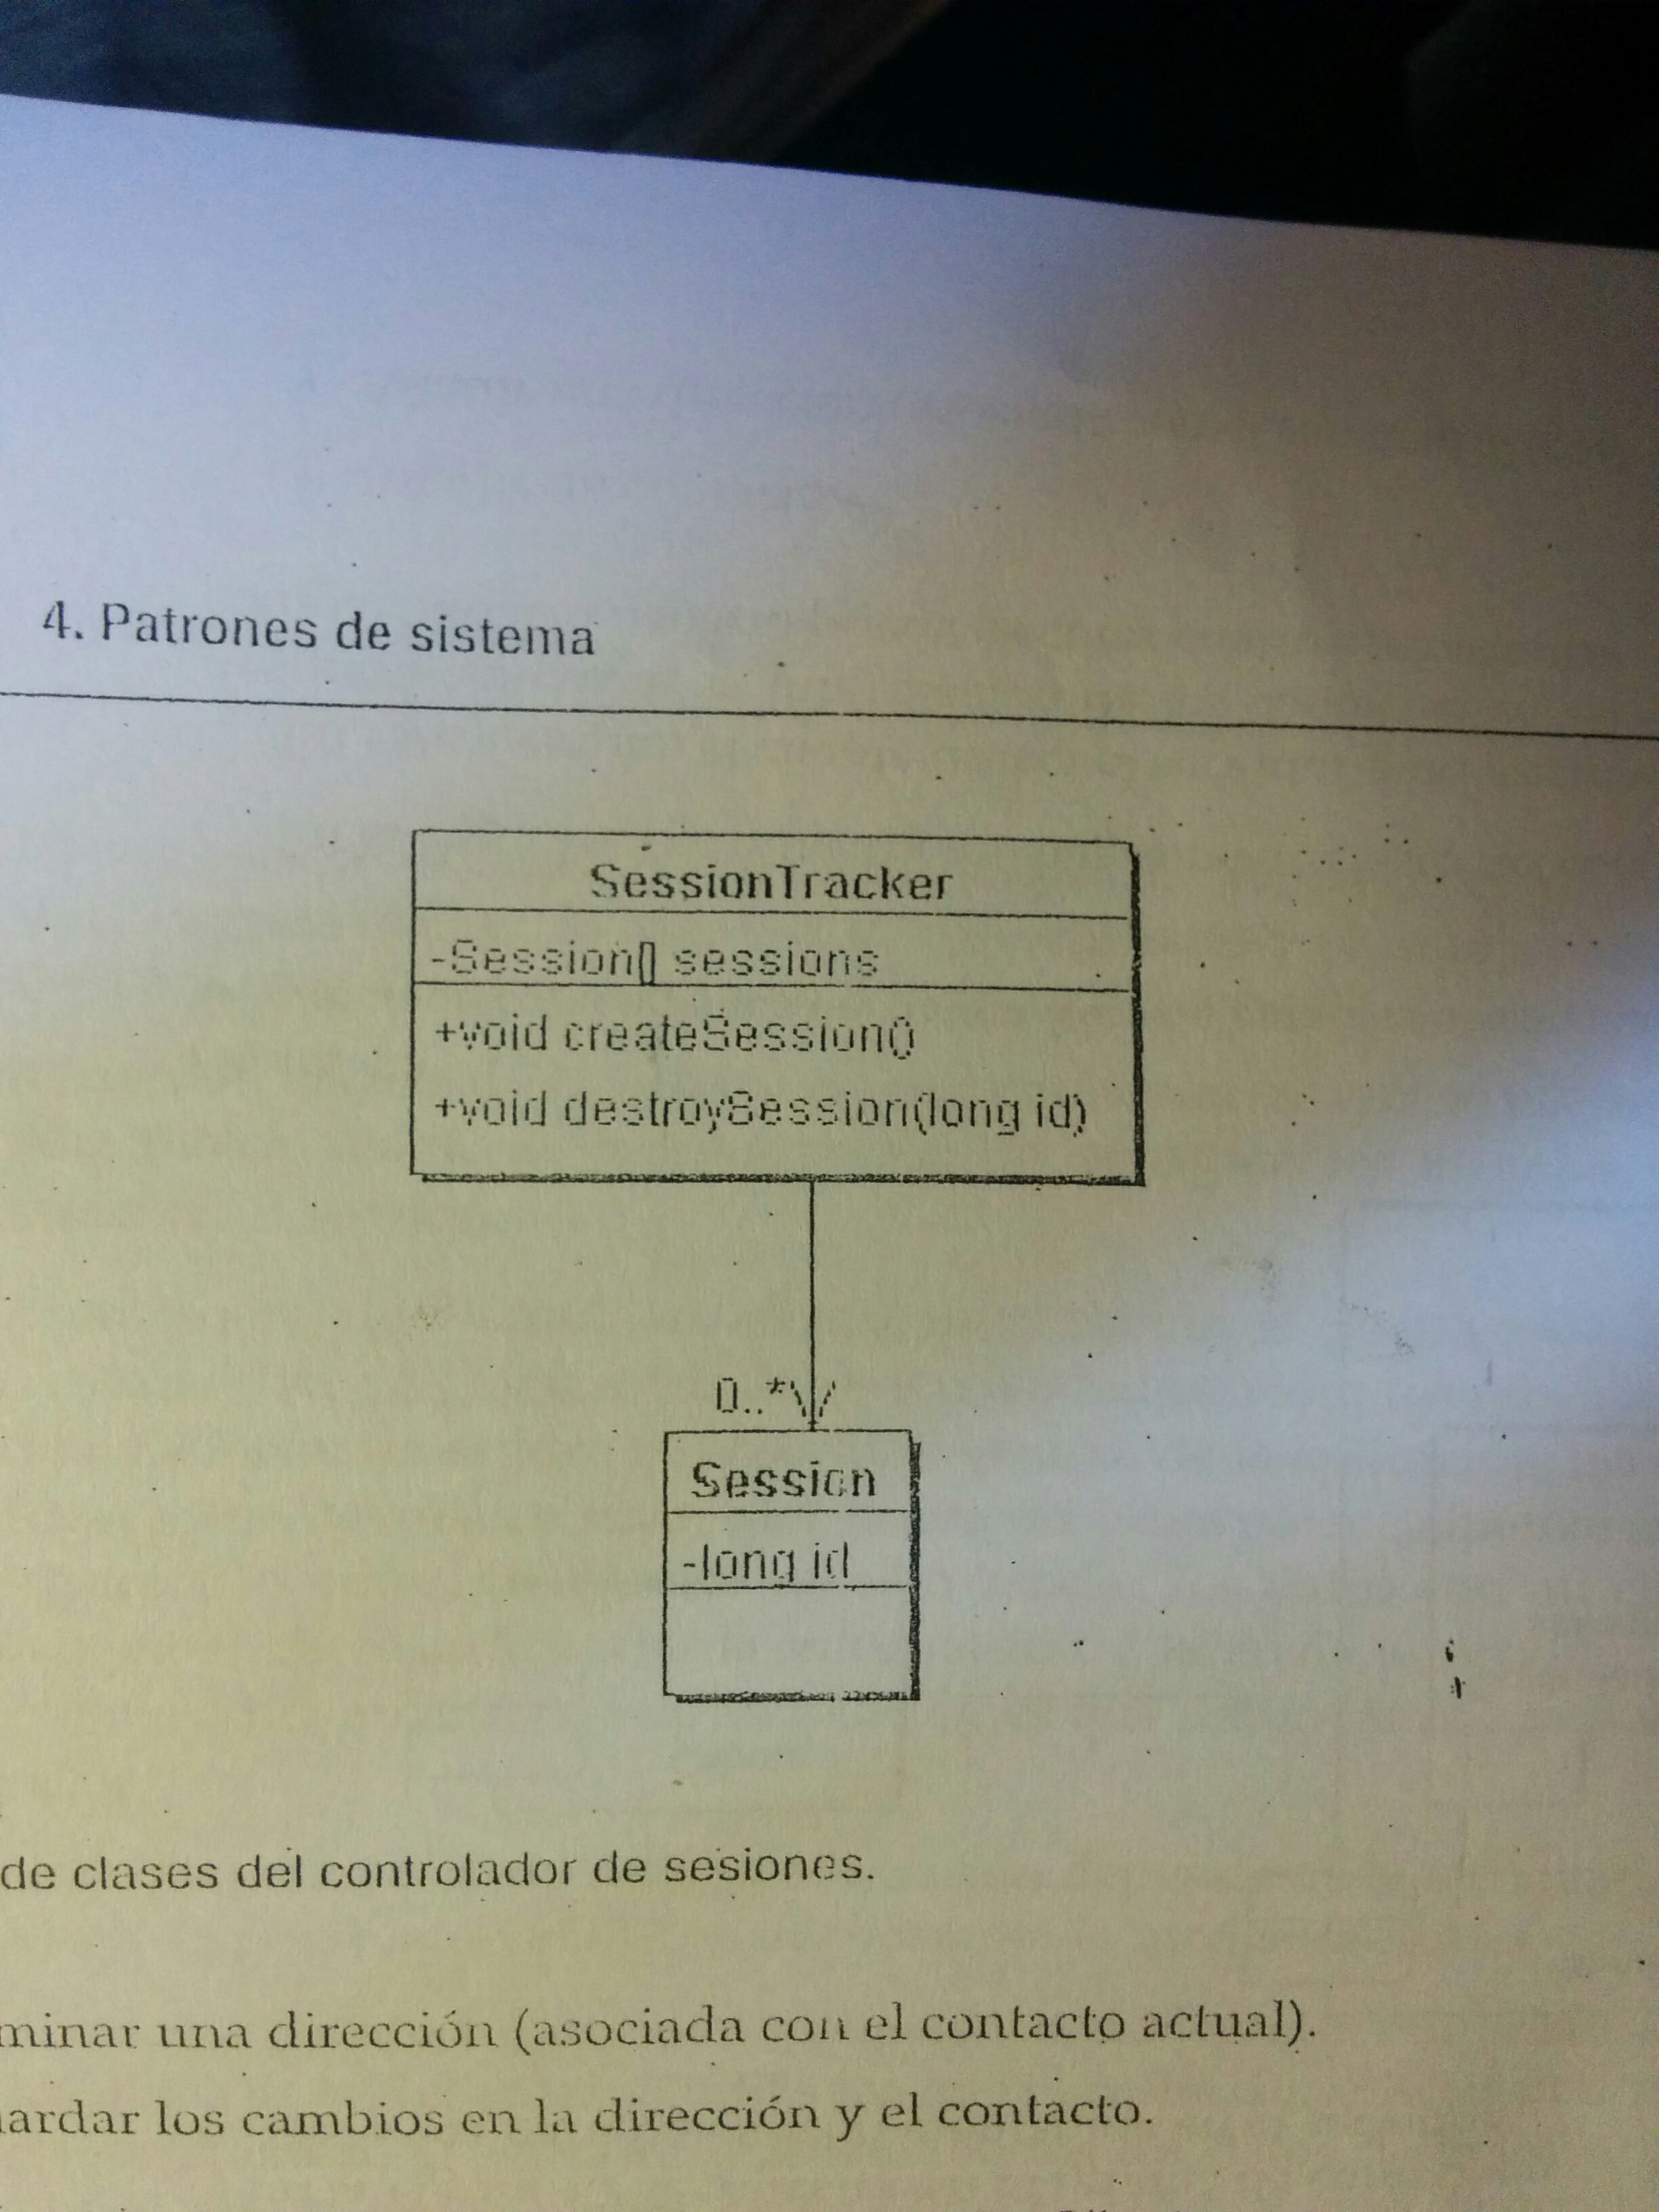 4. Patrones de sistema
SessionTracker
-Session[] sessions
+void createSession()
+void destroySession(long id)
0..*
Session
-long id
de clases del controlador de sesiones.
minar una dirección (asociada con el contacto actual).
ardar los cambios en la dirección y el contacto.